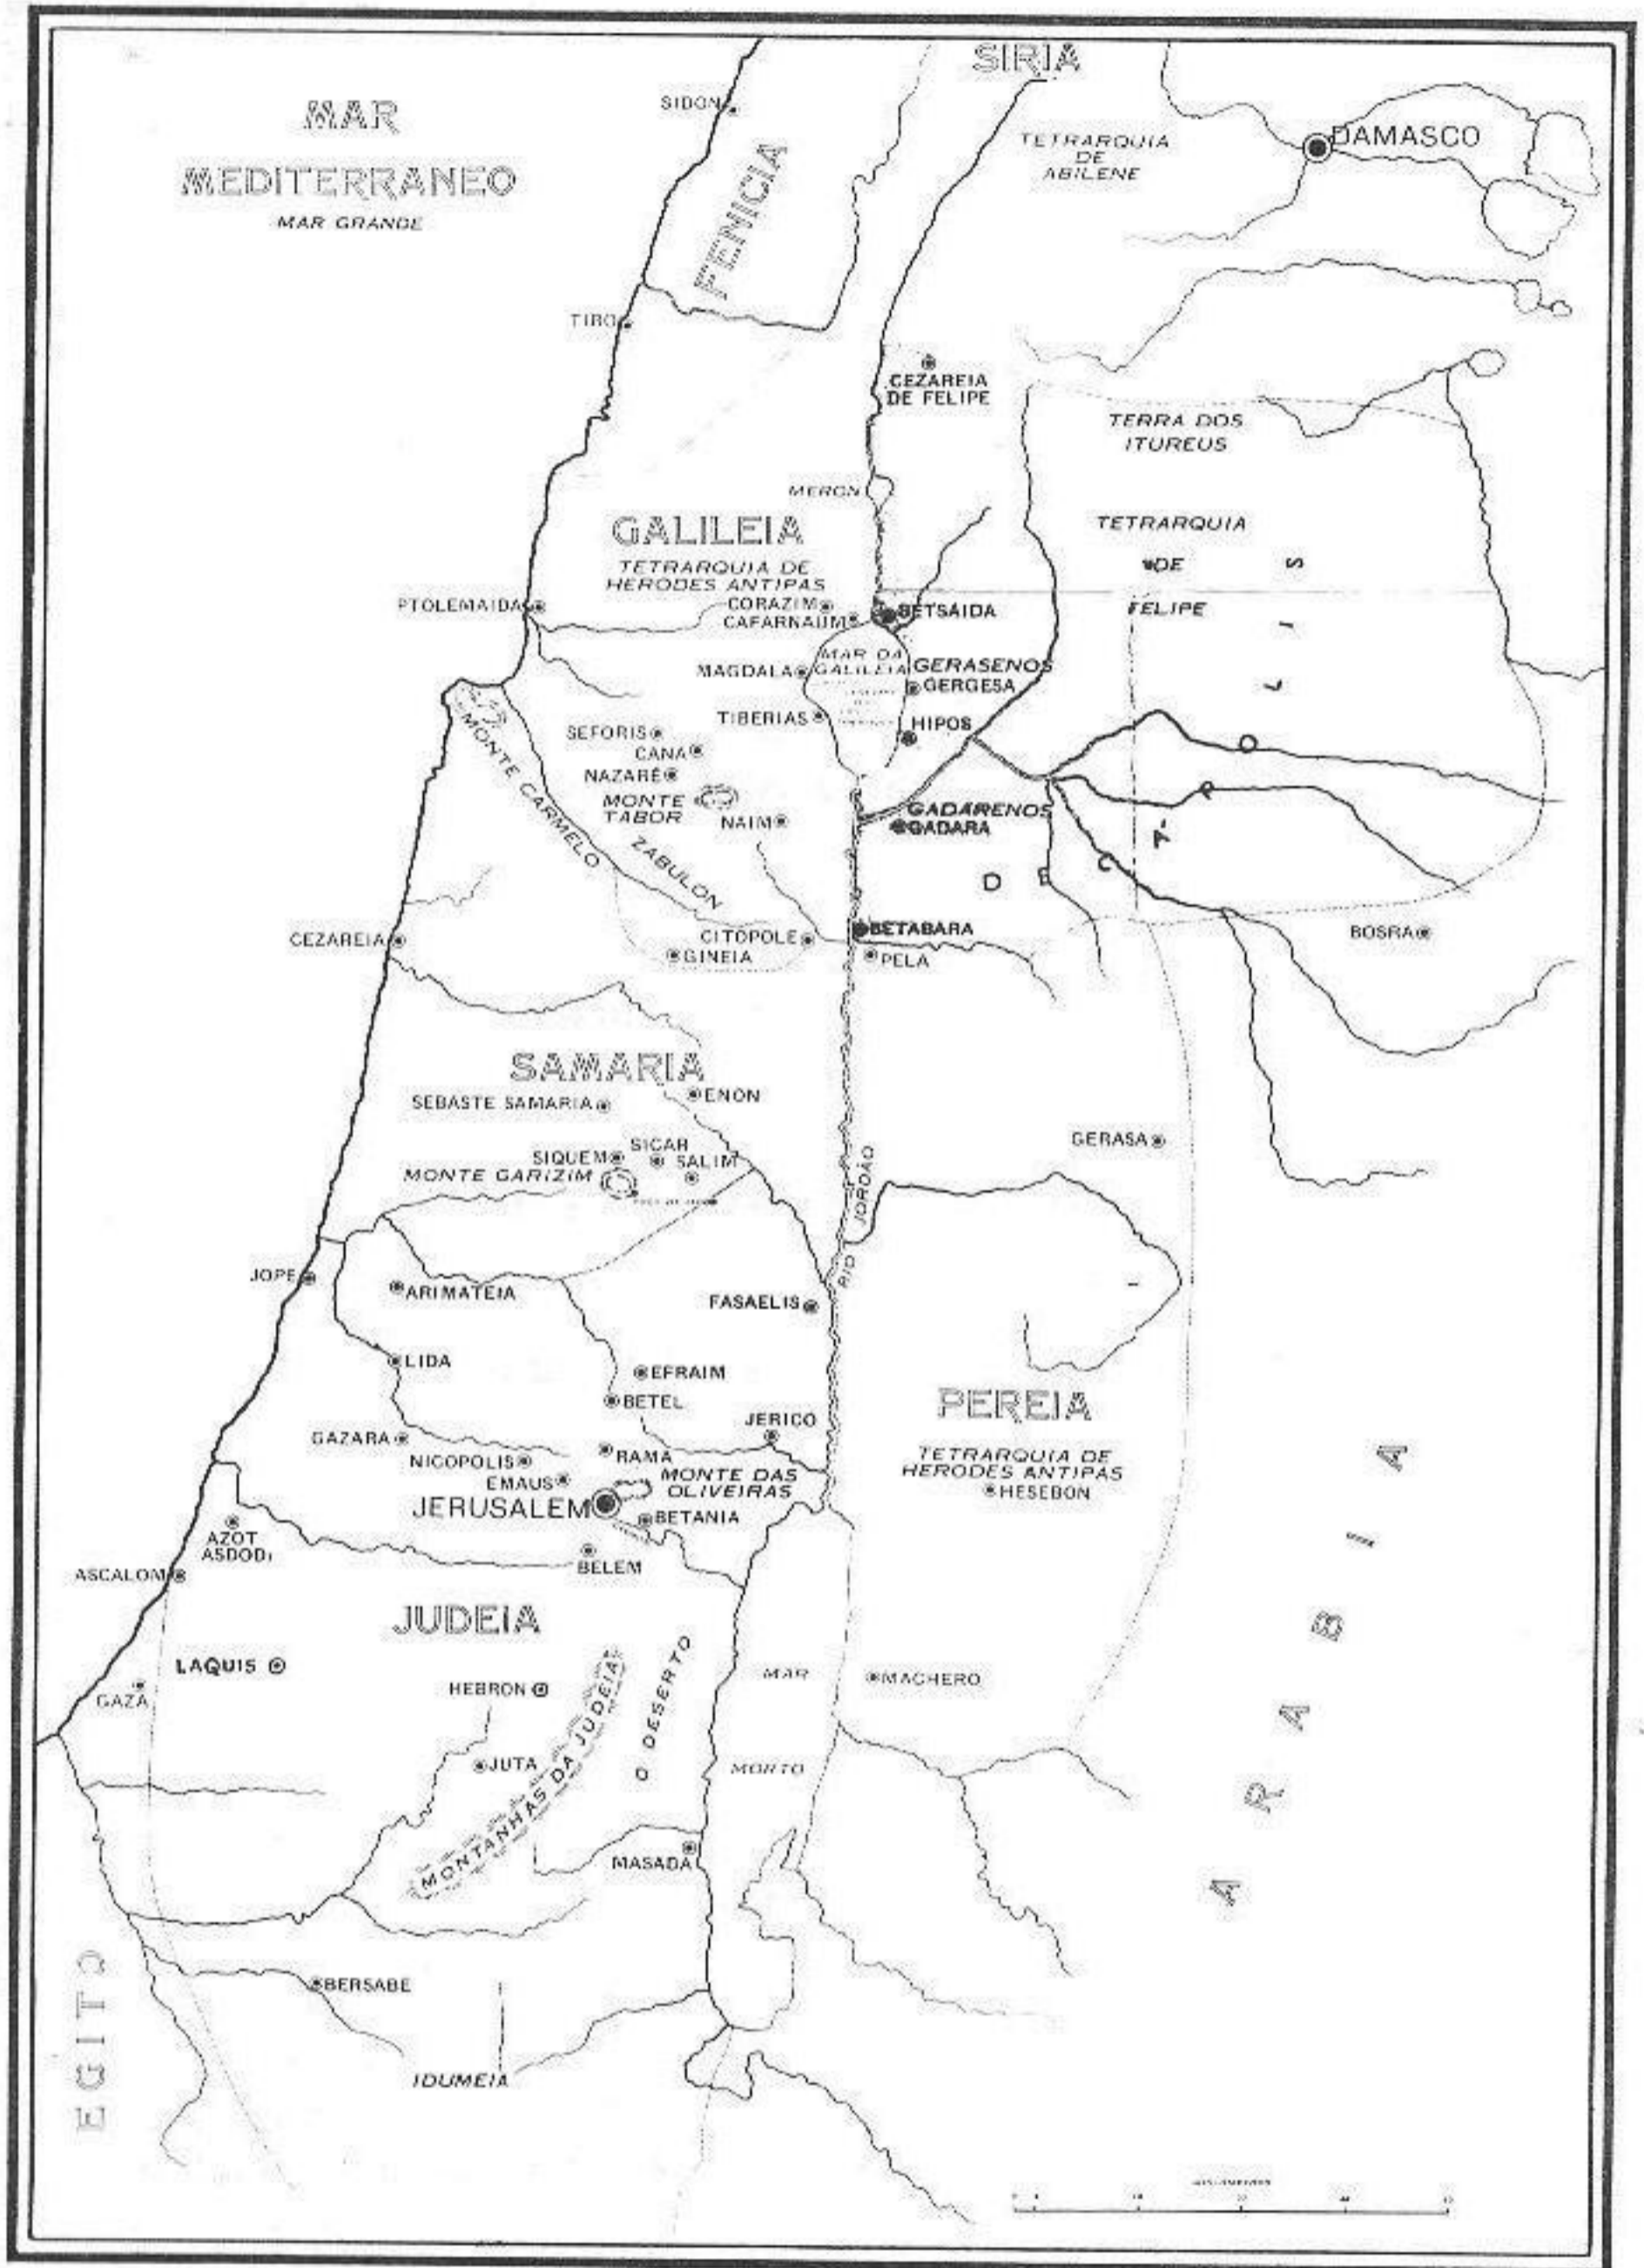 SIRIA
MAR
MEDITERRANEO
MAR GRANDE
SIDON
FENICIA
TETRARQUIA
DE
ABILENE
DAMASCO
TIRO
CEZAREIA
DE FELIPE
TERRA DOS
ITUREUS
MERON
GALILEIA
TETRARQUIA DE
HERODES ANTIPAS
TETRARQUIA
DE
FELIPE
PTOLEMAIDA
CORAZIM
CAFARNAUM
BETSAIDA
MAR DA
GALILEIA
MAGDALA
GERASENOS
GERGESA
TIBERIAS
HIPOS
SEFORIS
CANA
NAZARÉ
MONTE
TABOR
NAIM
MONTE CARMELO
ZABULON
GADARENOS
GADARA
DECA-POLIS
CEZAREIA
CITOPOLE
GINEIA
BETABARA
PELA
BOSRA
SAMARIA
SEBASTE SAMARIA
ENON
SIQUEM
SICAR
SALIM
MONTE GARIZIM
GERASA
RIO JOROÃO
JOPE
ARIMATEIA
FASAELIS
LIDA
EFRAIM
BETEL
JERICO
PEREIA
TETRARQUIA DE
HERODES ANTIPAS
HESEBON
GAZARA
NICOPOLIS
RAMA
EMAUS
MONTE DAS
OLIVEIRAS
JERUSALEM
BETANIA
AZOT
ASDOD
BELEM
ASCALOM
JUDEIA
LAQUIS
GAZA
HEBRON
JUTA
MONTANHAS DA JUDEIA
O DESERTO
MAR
MORTO
MACHERO
MASADA
ARABIA
EGITO
BERSABE
IDUMEIA